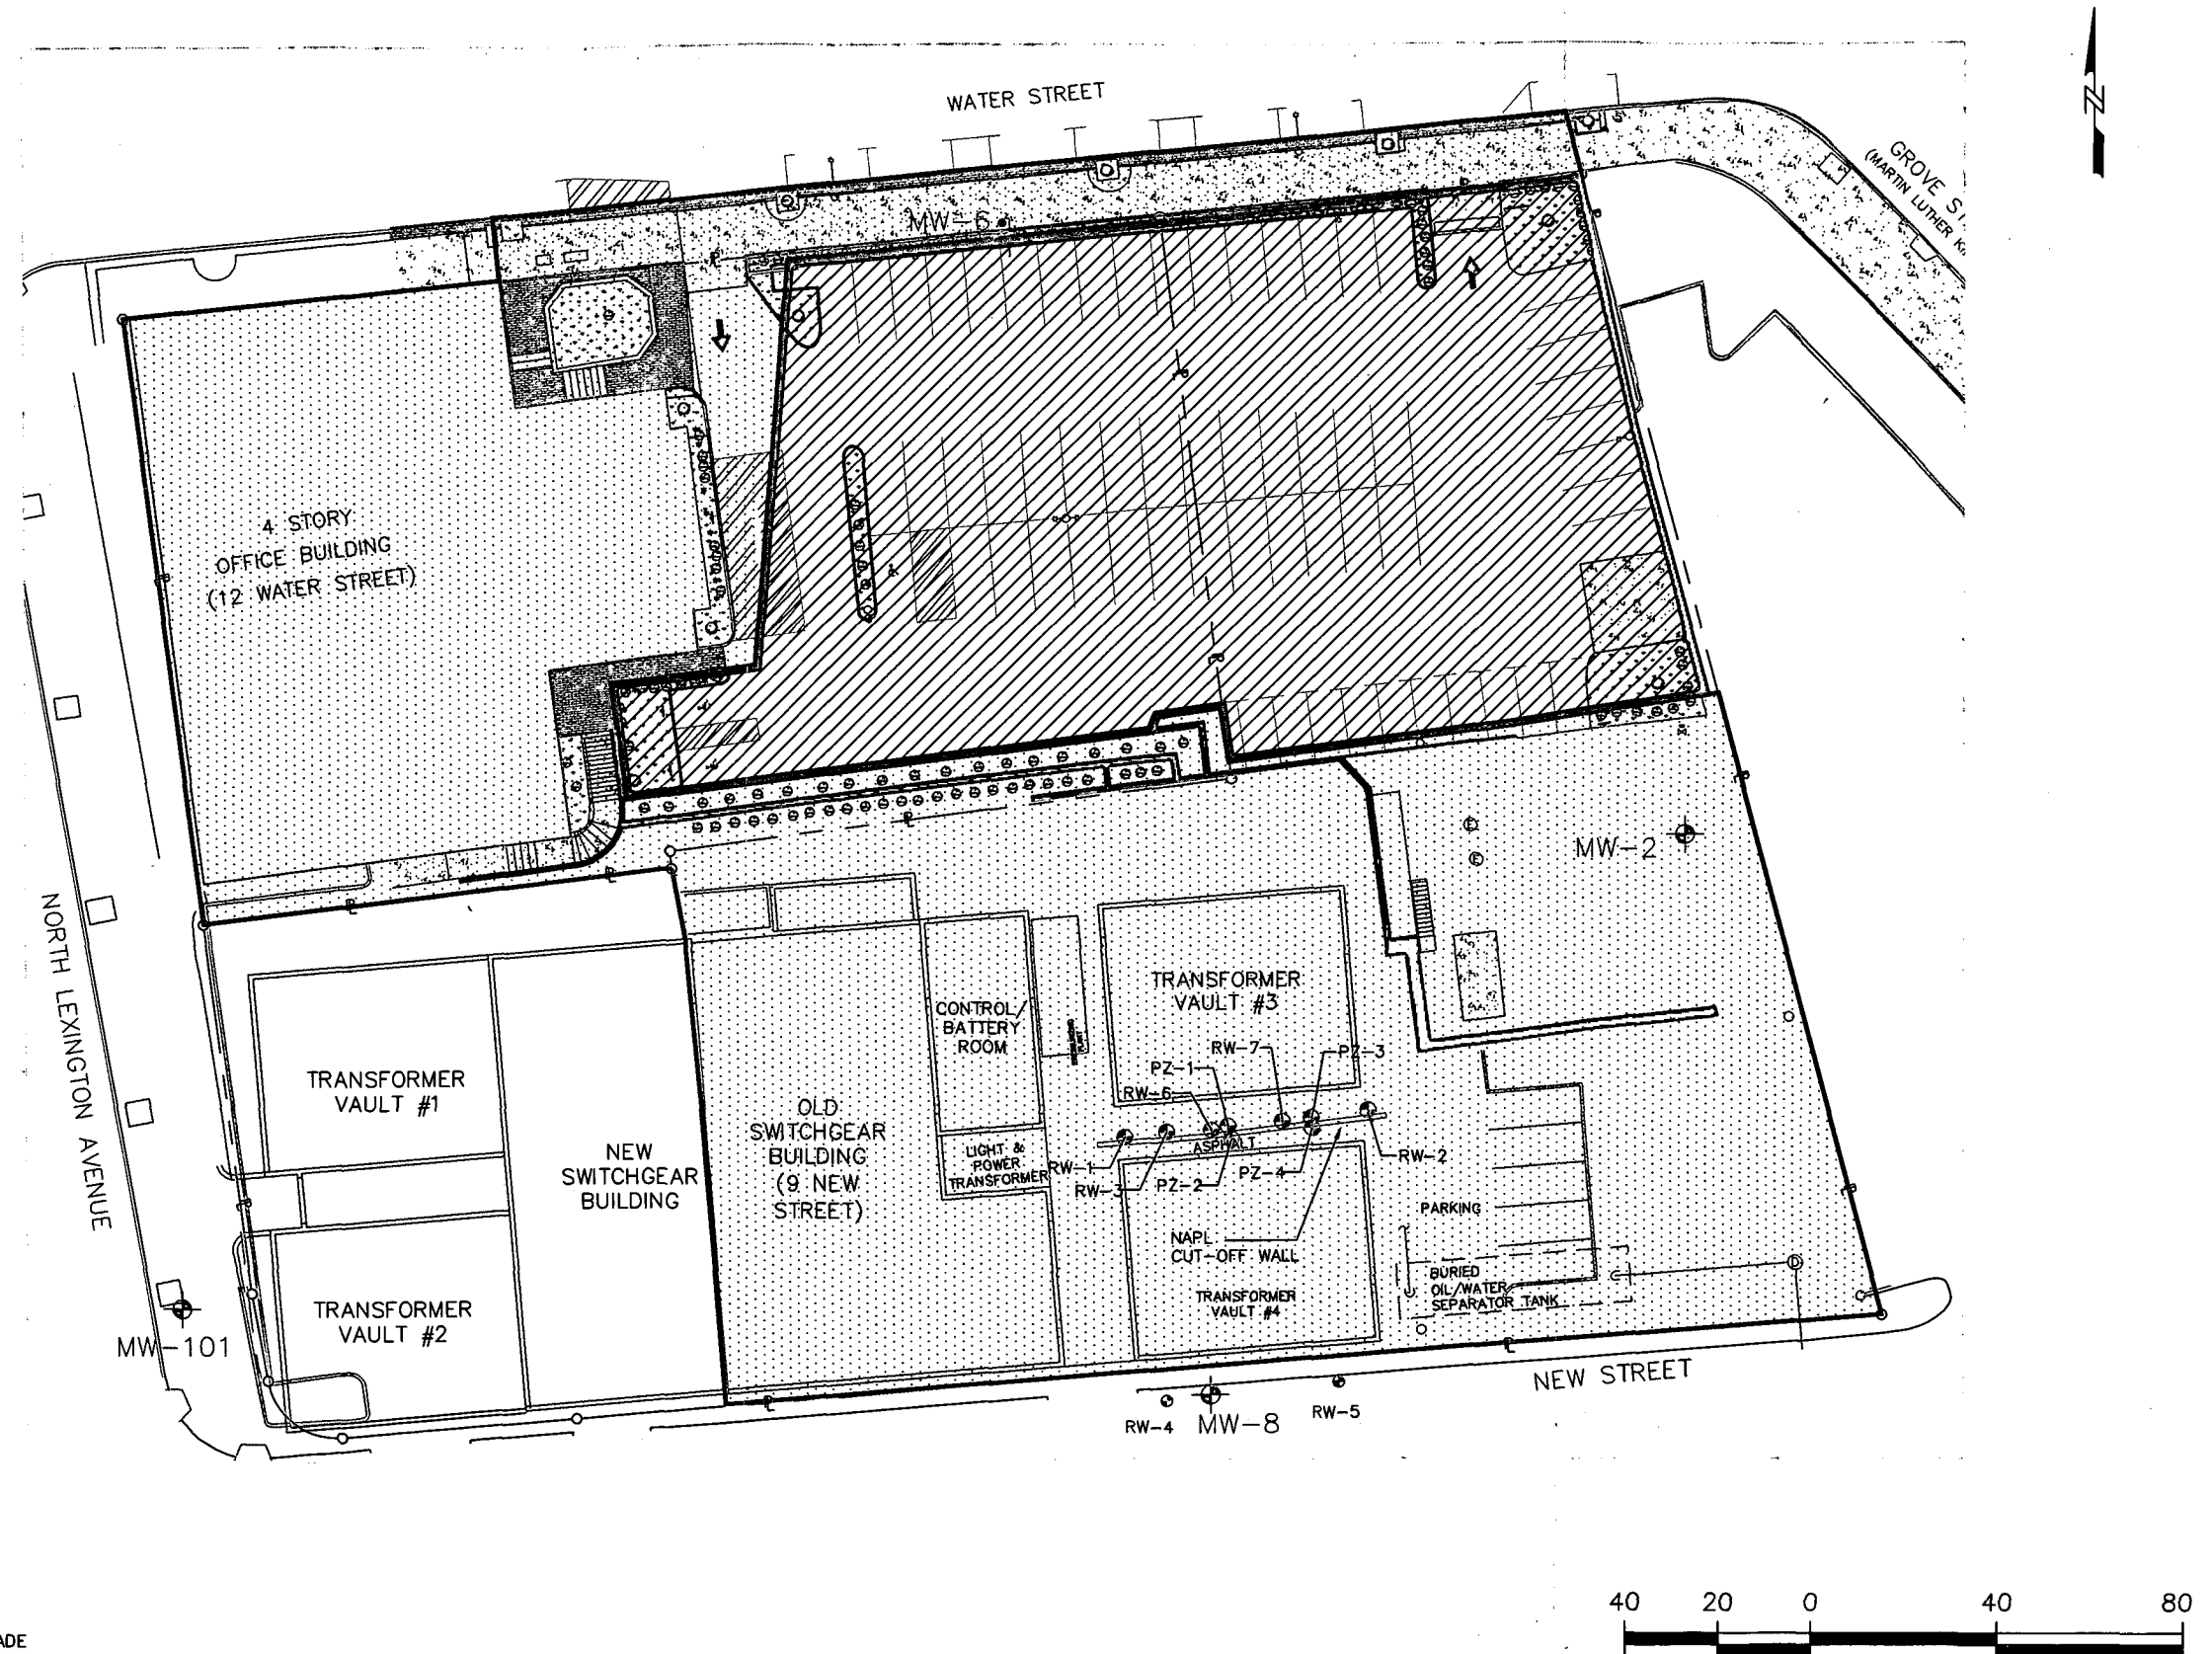 WATER STREET
GROVE ST
(MARTIN LUTHER K
MW-6
4 STORY
OFFICE BUILDING
(12 WATER STREET)
MW-2
NORTH LEXINGTON AVENUE
TRANSFORMER
VAULT #1
NEW
SWITCHGEAR
BUILDING
TRANSFORMER
VAULT #2
MW-101
OLD
SWITCHGEAR
BUILDING
(9 NEW
STREET)
CONTROL/
BATTERY
ROOM
LIGHT &
POWER
TRANSFORMER
TRANSFORMER
VAULT #3
RW-7
PZ-3
PZ-1
RW-6
ASPHALT
RW-1
RW-3
PZ-2
PZ-4
RW-2
NAPL
CUT-OFF WALL
TRANSFORMER
VAULT #4
PARKING
BURIED
OIL/WATER
SEPARATOR TANK
D
NEW STREET
RW-4
MW-8
RW-5
40 20 0 40 80
ADE